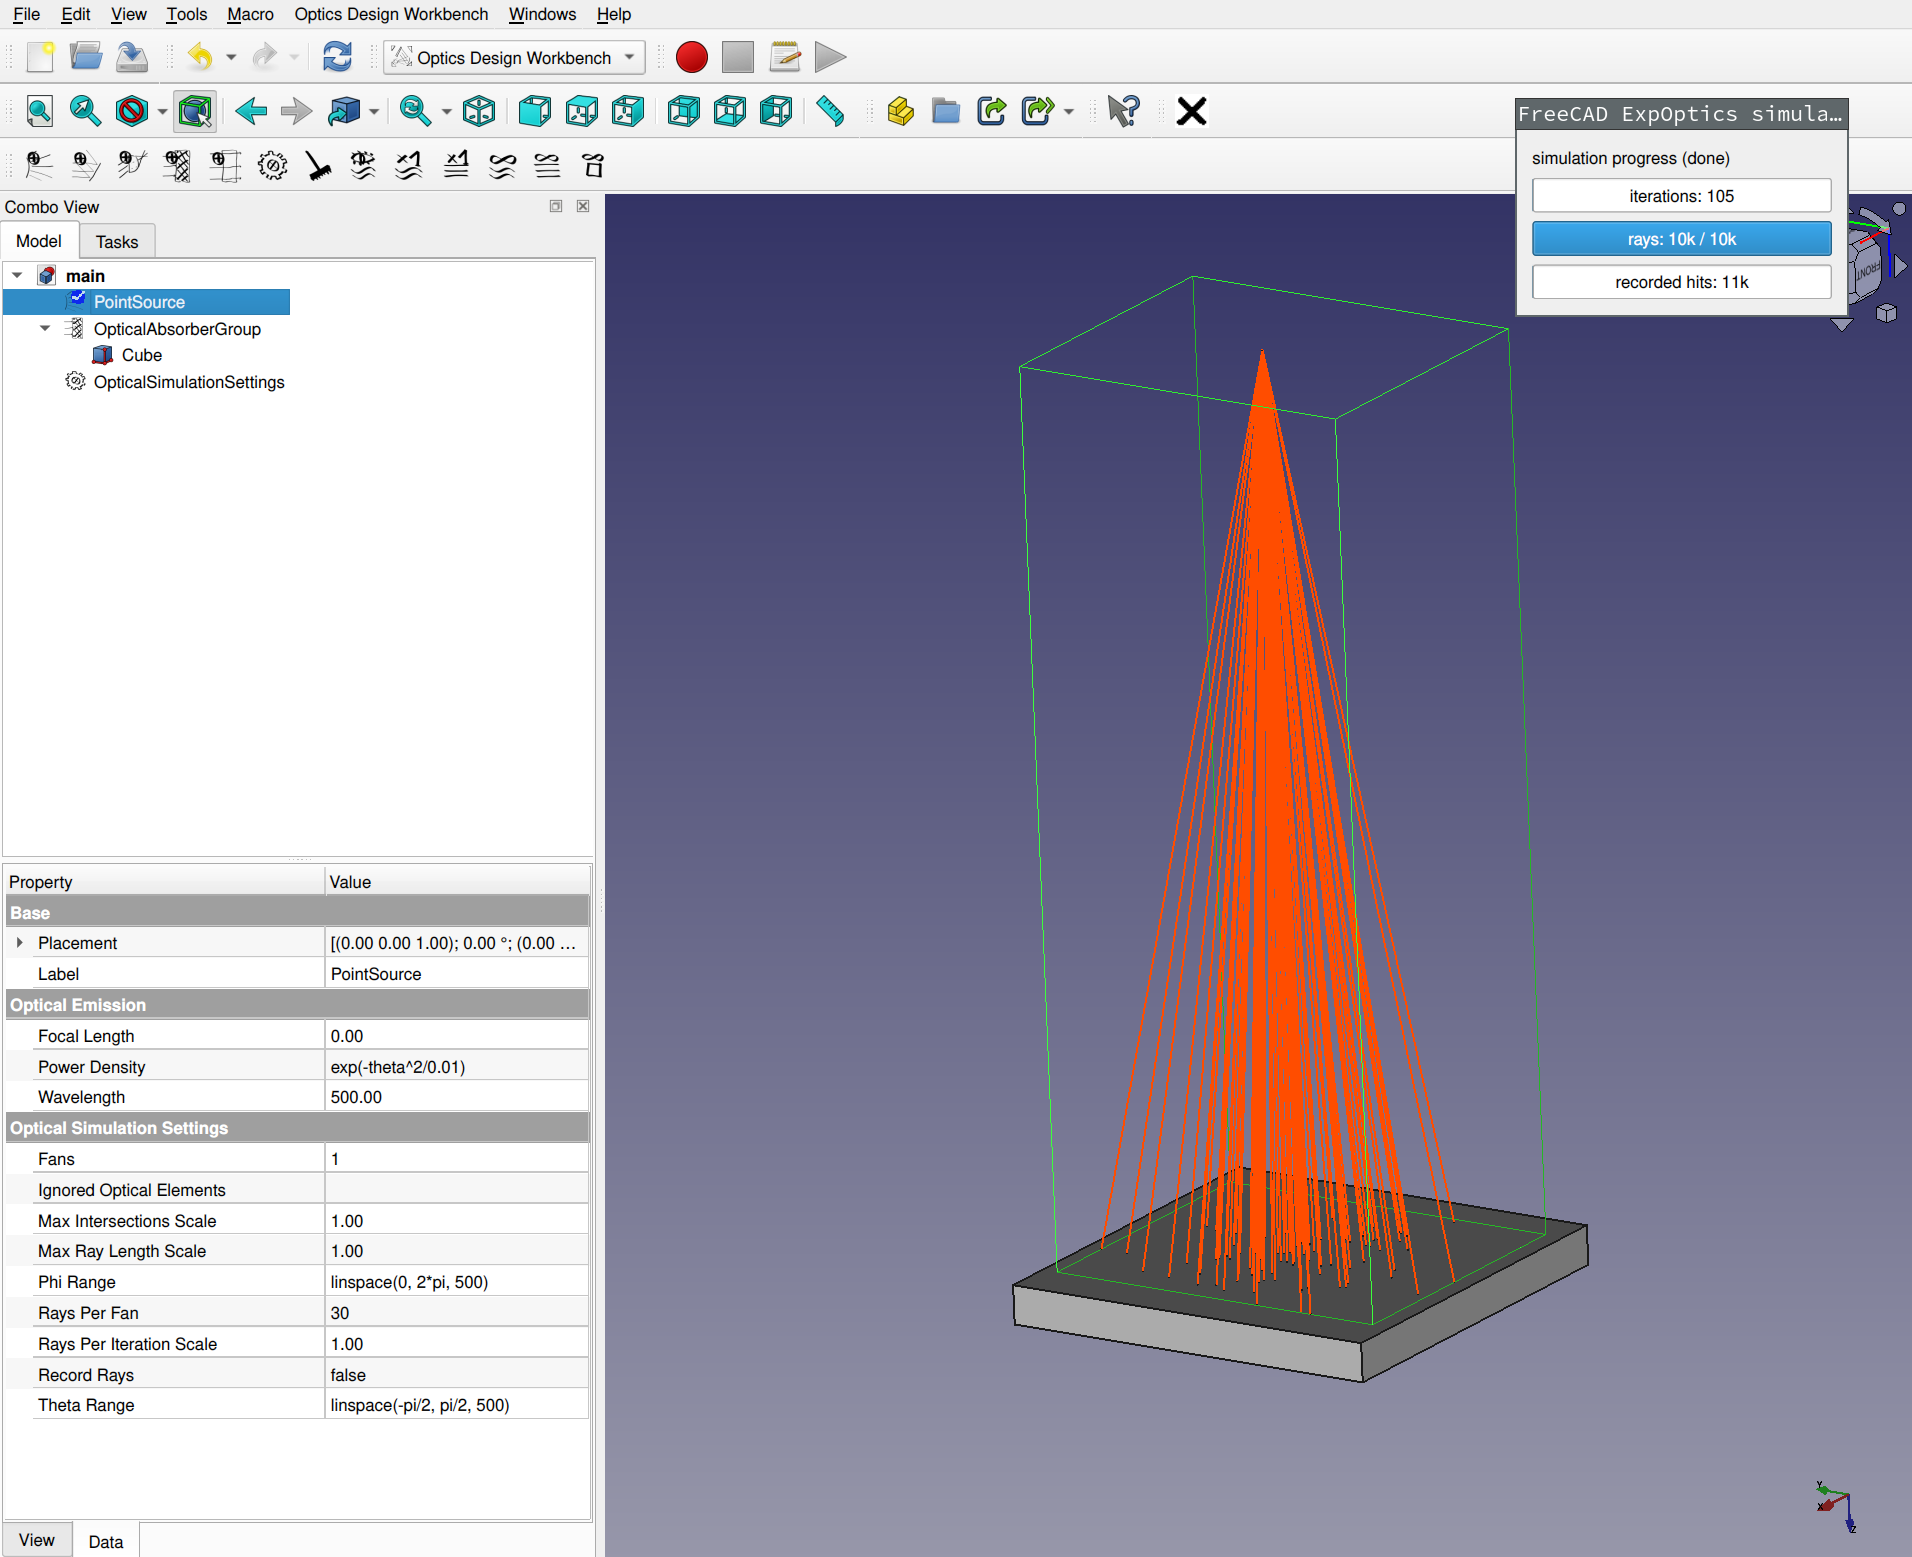 File Edit View Tools Macro Optics Design Workbench Windows Help
Optics Design Workbench
FreeCAD ExpOptics simula…
simulation progress (done)
iterations: 105
rays: 10k / 10k
recorded hits: 11k
FRONT
Combo View
Model Tasks
main
PointSource
OpticalAbsorberGroup
Cube
OpticalSimulationSettings
Property Value
Base
Placement [(0.00 0.00 1.00); 0.00 °; (0.00 …
Label PointSource
Optical Emission
Focal Length 0.00
Power Density exp(-theta^2/0.01)
Wavelength 500.00
Optical Simulation Settings
Fans 1
Ignored Optical Elements
Max Intersections Scale 1.00
Max Ray Length Scale 1.00
Phi Range linspace(0, 2*pi, 500)
Rays Per Fan 30
Rays Per Iteration Scale 1.00
Record Rays false
Theta Range linspace(-pi/2, pi/2, 500)
Y
X
Z
View Data